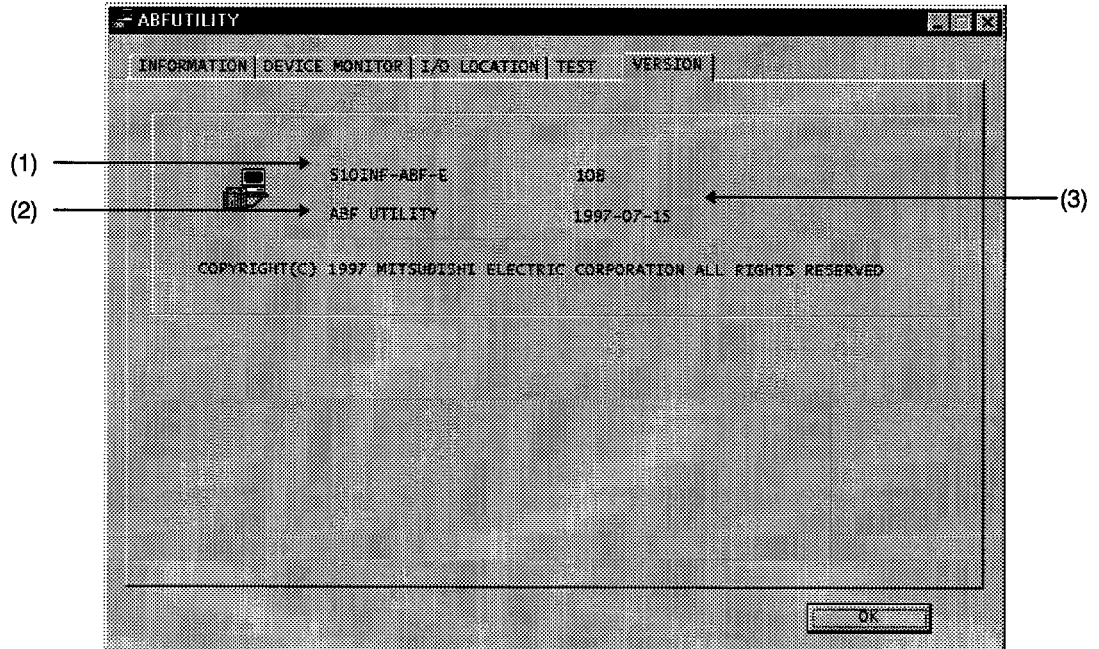 ABFUTILITY
INFORMATION DEVICE MONITOR I/O LOCATION TEST VERSION
(1)
S10INF-ABF-E 10B
(2)
ABF UTILITY 1997-07-15
(3)
COPYRIGHT(C) 1997 MITSUBISHI ELECTRIC CORPORATION ALL RIGHTS RESERVED
OK